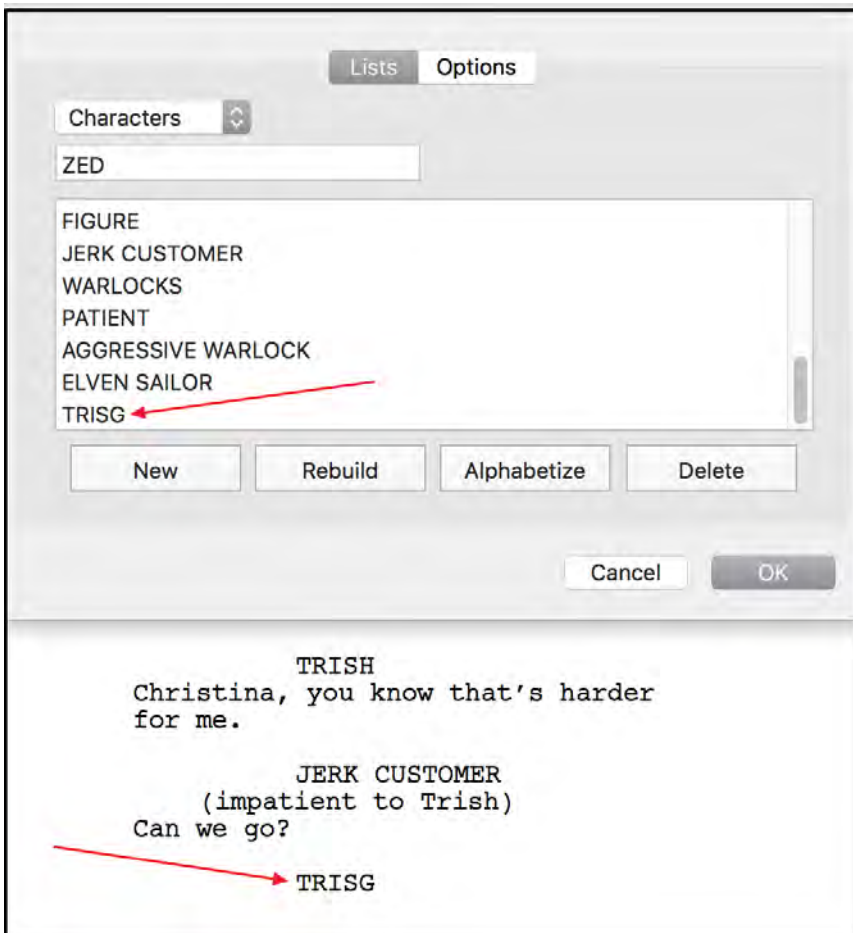 Lists Options
Characters
ZED
FIGURE
JERK CUSTOMER
WARLOCKS
PATIENT
AGGRESSIVE WARLOCK
ELVEN SAILOR
TRISG
New Rebuild Alphabetize Delete
Cancel OK
TRISH
Christina, you know that's harder
for me.
JERK CUSTOMER
(impatient to Trish)
Can we go?
TRISG